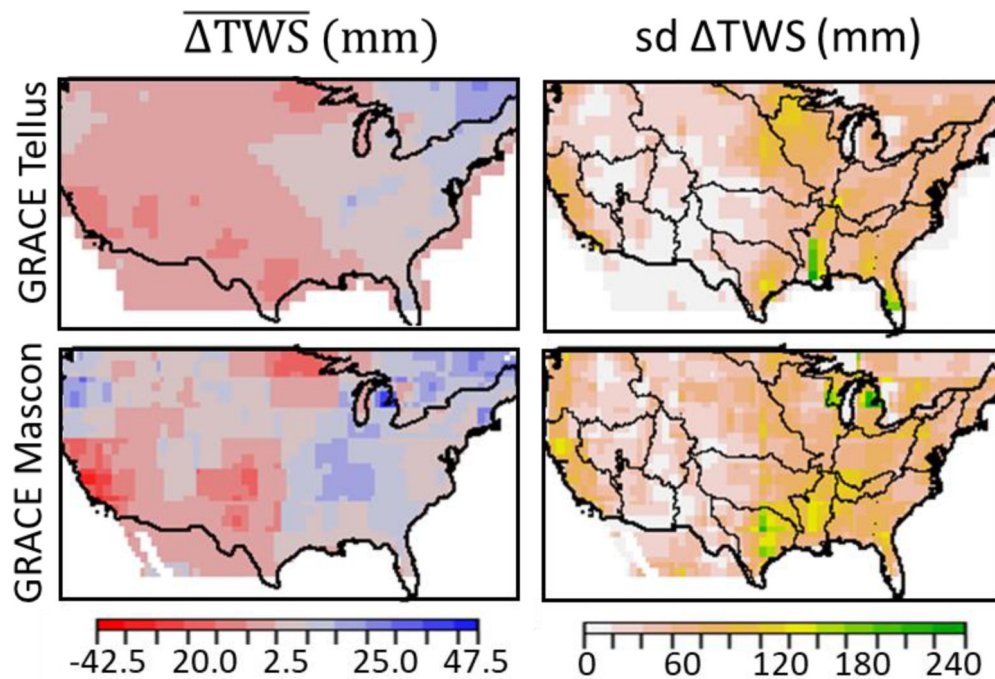 ΔTWS (mm)
sd ΔTWS (mm)
GRACE Tellus
GRACE Mascon
-42.5 20.0 2.5 25.0 47.5
0 60 120 180 240